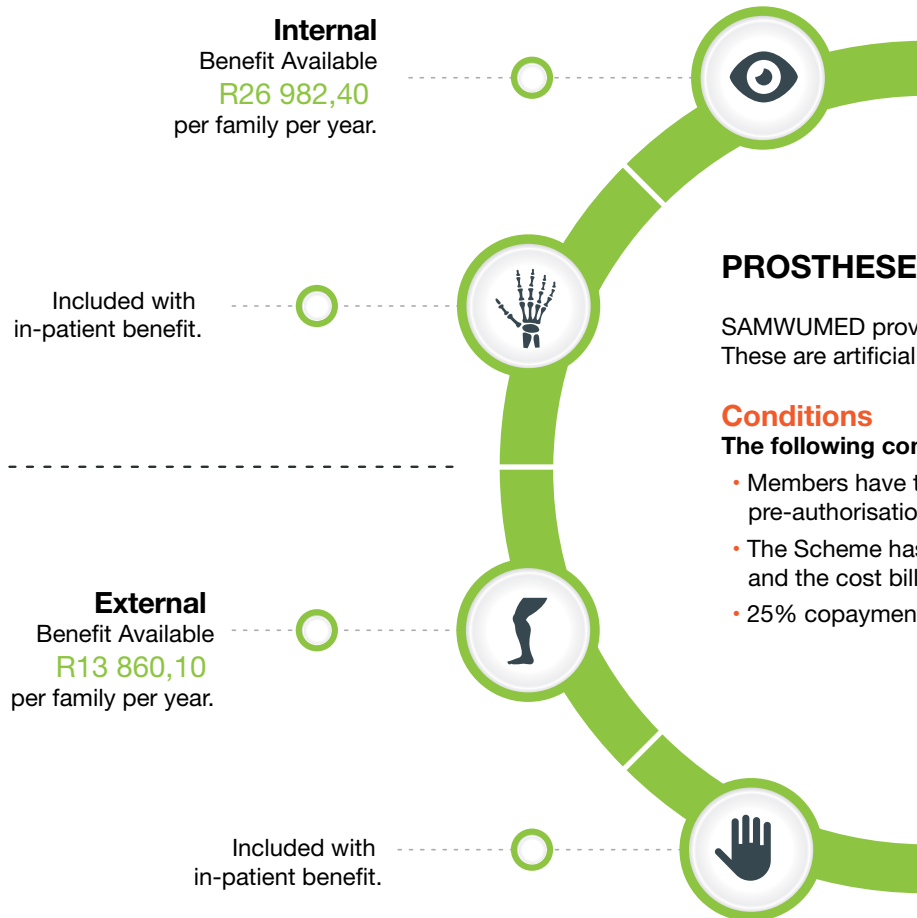 Internal
Benefit Available
R26 982,40
per family per year.
Included with
in-patient benefit.
External
Benefit Available
R13 860,10
per family per year.
Included with
in-patient benefit.
PROSTHESE
SAMWUMED prov
These are artificial
Conditions
The following con
• Members have t
pre-authorisatio
• The Scheme has
and the cost bill
• 25% copaymen